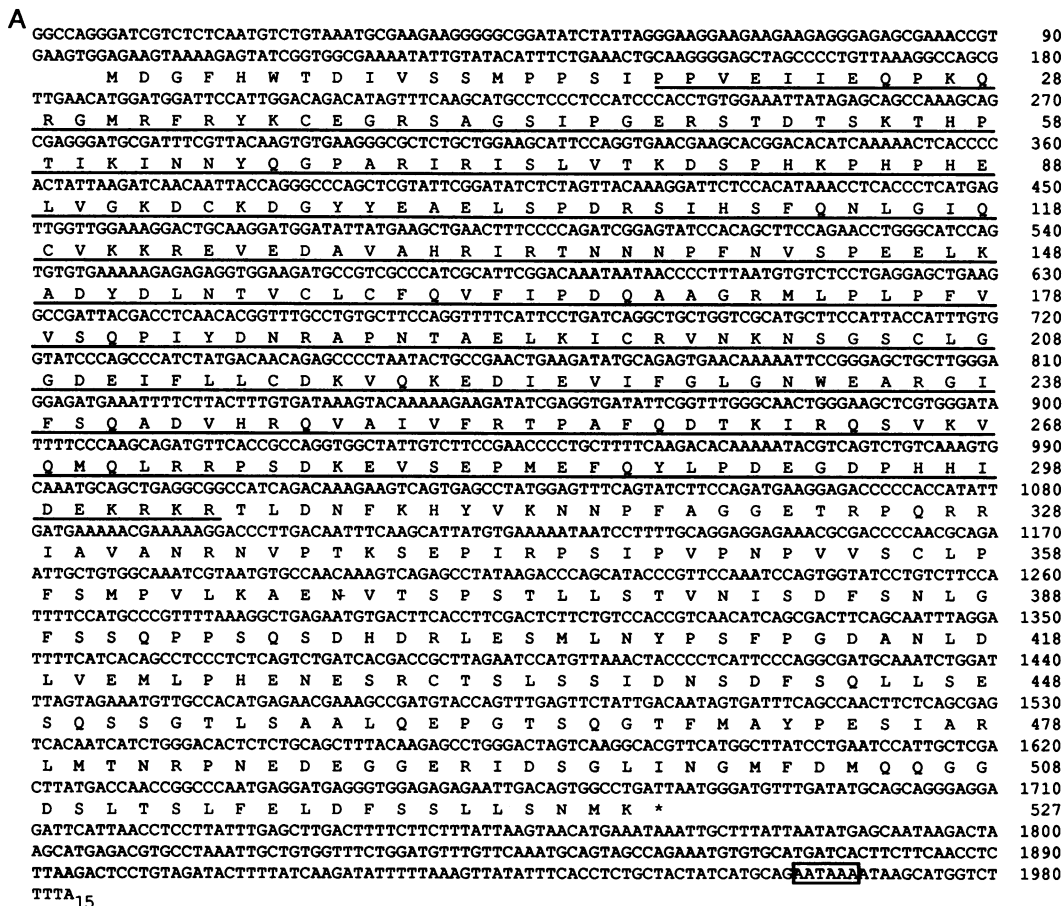 A
GGCCAGGGATCGTCTCTCAATGTCTGTAAATGCGAAGAAGGGGGCGGATATCTATTAGGGAAGGAAGAAGAAGAGGGAGAGCGAAACCGT 90
GAAGTGGAGAAGTAAAAGAGTATCGGTGGCGAAAATATTGTATACATTTCTGAAACTGCAAGGGGAGCTAGCCCCTGTTAAAGGCCAGCG 180
M D G F H W T D I V S S M P P S I P P V E I I E Q P K Q 28
TTGAACATGGATGGATTCCATTGGACAGACATAGTTTCAAGCATGCCTCCCTCCATCCCACCTGTGGAAATTATAGAGCAGCCAAAGCAG 270
R G M R F R Y K C E G R S A G S I P G E R S T D T S K T H P 58
CGAGGGATGCGATTTCGTTACAAGTGTGAAGGGCGCTCTGCTGGAAGCATTCCAGGTGAACGAAGCACGGACACATCAAAAACTCACCCC 360
T I K I N N Y Q G P A R I R I S L V T K D S P H K P H P H E 88
ACTATTAAGATCAACAATTACCAGGGCCCAGCTCGTATTCGGATATCTCTAGTTACAAAGGATTCTCCACATAAACCTCACCCTCATGAG 450
L V G K D C K D G Y Y E A E L S P D R S I H S F Q N L G I Q 118
TTGGTTGGAAAGGACTGCAAGGATGGATATTATGAAGCTGAACTTTCCCCAGATCGGAGTATCCACAGCTTCCAGAACCTGGGCATCCAG 540
C V K K R E V E D A V A H R I R T N N N P F N V S P E E L K 148
TGTGTGAAAAAGAGAGAGGTGGAAGATGCCGTCGCCCATCGCATTCGGACAAATAATAACCCCTTTAATGTGTCTCCTGAGGAGCTGAAG 630
A D Y D L N T V C L C F Q V F I P D Q A A G R M L P L P F V 178
GCCGATTACGACCTCAACACGGTTTGCCTGTGCTTCCAGGTTTTCATTCCTGATCAGGCTGCTGGTCGCATGCTTCCATTACCATTTGTG 720
V S Q P I Y D N R A P N T A E L K I C R V N K N S G S C L G 208
GTATCCCAGCCCATCTATGACAACAGAGCCCCTAATACTGCCGAACTGAAGATATGCAGAGTGAACAAAAATTCCGGGAGCTGCTTGGGA 810
G D E I F L L C D K V Q K E D I E V I F G L G N W E A R G I 238
GGAGATGAAATTTTCTTACTTTGTGATAAAGTACAAAAAGAAGATATCGAGGTGATATTCGGTTTGGGCAACTGGGAAGCTCGTGGGATA 900
F S Q A D V H R Q V A I V F R T P A F Q D T K I R Q S V K V 268
TTTTCCCAAGCAGATGTTCACCGCCAGGTGGCTATTGTCTTCCGAACCCCTGCTTTTCAAGACACAAAAATACGTCAGTCTGTCAAAGTG 990
Q M Q L R R P S D K E V S E P M E F Q Y L P D E G D P H H I 298
CAAATGCAGCTGAGGCGGCCATCAGACAAAGAAGTCAGTGAGCCTATGGAGTTTCAGTATCTTCCAGATGAAGGAGACCCCCACCATATT 1080
D E K R K R T L D N F K H Y V K N N P F A G G E T R P Q R R 328
GATGAAAAACGAAAAAGGACCCTTGACAATTTCAAGCATTATGTGAAAAATAATCCTTTTGCAGGAGGAGAAACGCGACCCCAACGCAGA 1170
I A V A N R N V P T K S E P I R P S I P V P N P V V S C L P 358
ATTGCTGTGGCAAATCGTAATGTGCCAACAAAGTCAGAGCCTATAAGACCCAGCATACCCGTTCCAAATCCAGTGGTATCCTGTCTTCCA 1260
F S M P V L K A E N V T S P S T L L S T V N I S D F S N L G 388
TTTTCCATGCCCGTTTTAAAGGCTGAGAATGTGACTTCACCTTCGACTCTTCTGTCCACCGTCAACATCAGCGACTTCAGCAATTTAGGA 1350
F S S Q P P S Q S D H D R L E S M L N Y P S F P G D A N L D 418
TTTTCATCACAGCCTCCCTCTCAGTCTGATCACGACCGCTTAGAATCCATGTTAAACTACCCCTCATTCCCAGGCGATGCAAATCTGGAT 1440
L V E M L P H E N E S R C T S L S S I D N S D F S Q L L S E 448
TTAGTAGAAATGTTGCCACATGAGAACGAAAGCCGATGTACCAGTTTGAGTTCTATTGACAATAGTGATTTCAGCCAACTTCTCAGCGAG 1530
S Q S S G T L S A A L Q E P G T S Q G T F M A Y P E S I A R 478
TCACAATCATCTGGGACACTCTCTGCAGCTTTACAAGAGCCTGGGACTAGTCAAGGCACGTTCATGGCTTATCCTGAATCCATTGCTCGA 1620
L M T N R P N E D E G G E R I D S G L I N G M F D M Q Q G G 508
CTTATGACCAACCGGCCCAATGAGGATGAGGGTGGAGAGAGAATTGACAGTGGCCTGATTAATGGGATGTTTGATATGCAGCAGGGAGGA 1710
D S L T S L F E L D F S S L L S N M K * 527
GATTCATTAACCTCCTTATTTGAGCTTGACTTTTCTTCTTTATTAAGTAACATGAAATAAATTGCTTTATTAATATGAGCAATAAGACTA 1800
AGCATGAGACGTGCCTAAATTGCTGTGGTTTCTGGATGTTTGTTCAAATGCAGTAGCCAGAAATGTGTGCATGATCACTTCTTCAACCTC 1890
TTAAGACTCCTGTAGATACTTTTATCAAGATATTTTTAAAGTTATATTTCACCTCTGCTACTATCATGCAGAATAAAATAAGCATGGTCT 1980
TTTA15